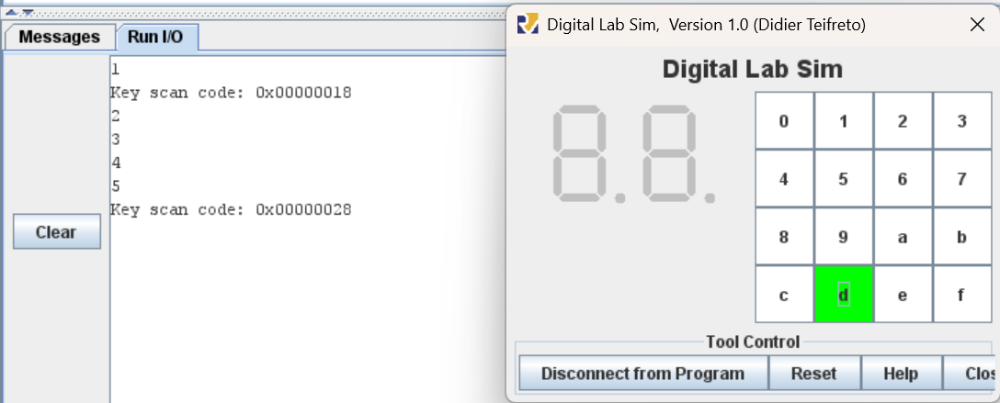 Messages
Run I/O
1
Key scan code: 0x00000018
2
3
4
5
Key scan code: 0x00000028
Clear
Digital Lab Sim, Version 1.0 (Didier Teifreto)
Digital Lab Sim
8.8.
0 1 2 3
4 5 6 7
8 9 a b
c d e f
Tool Control
Disconnect from Program
Reset
Help
Clos